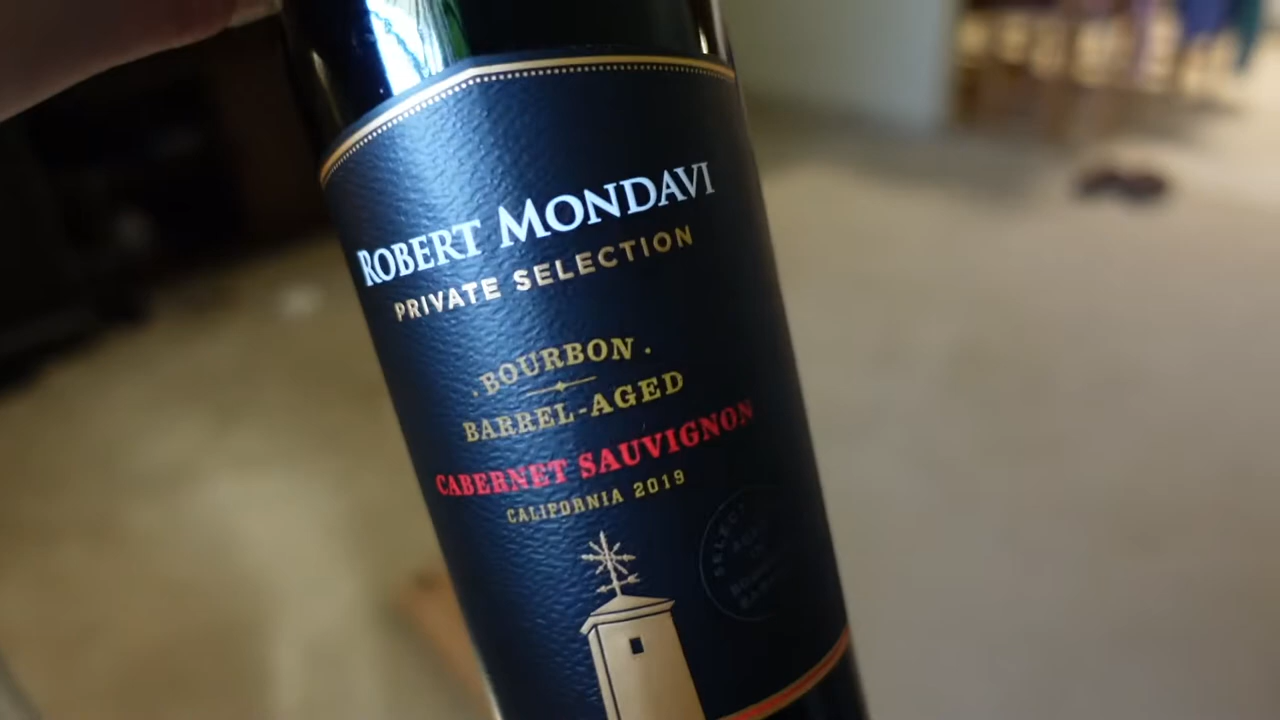 ROBERT MONDAVI
PRIVATE SELECTION
· BOURBON ·
BARREL-AGED
CABERNET SAUVIGNON
CALIFORNIA 2019